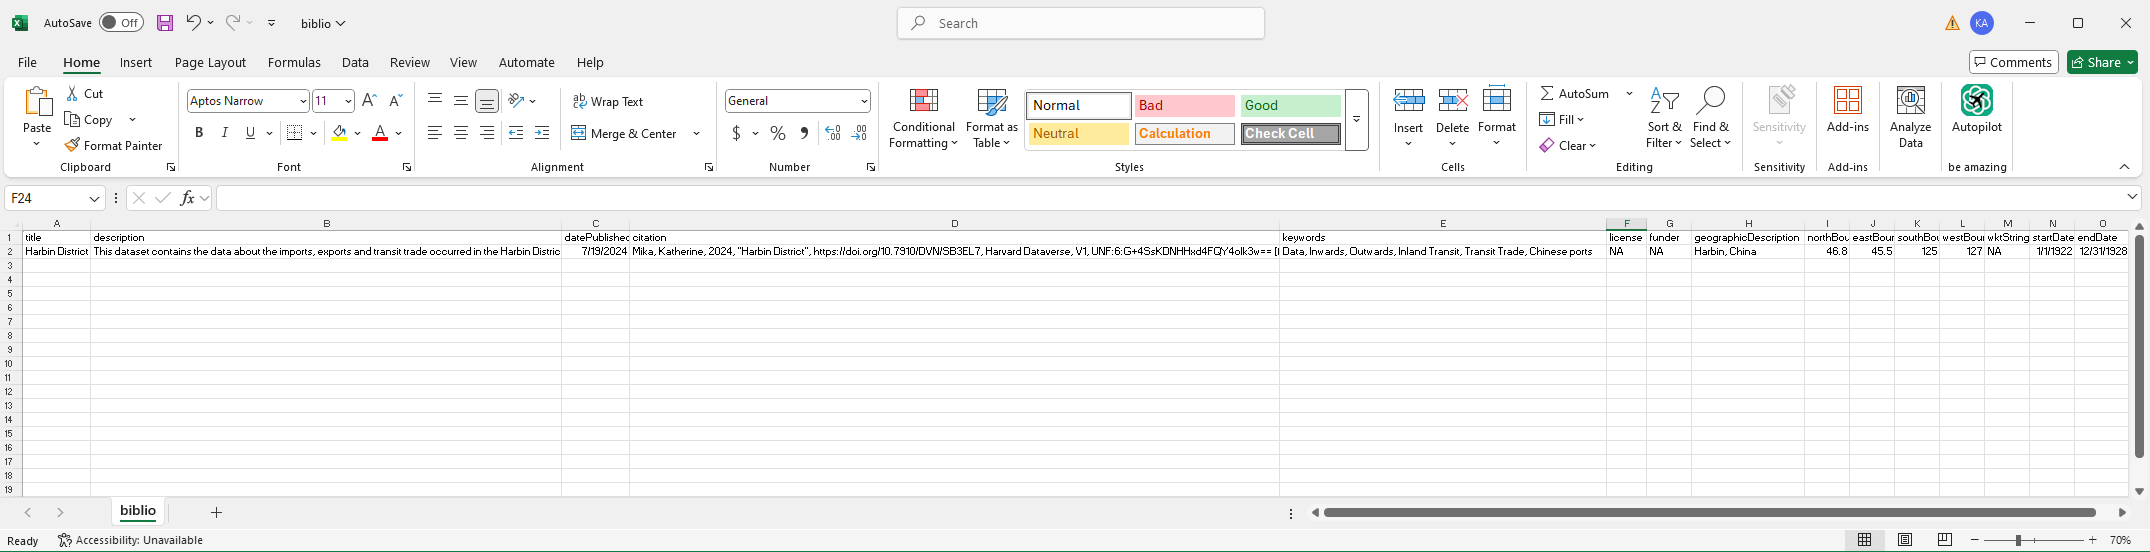 AutoSave Off biblio Search KA
File Home Insert Page Layout Formulas Data Review View Automate Help Comments Share
Paste Cut Copy Format Painter
Clipboard
Aptos Narrow 11 A A
B I U A
Font
ab Wrap Text
Merge & Center
Alignment
General
$ % , .00
Number
Conditional Formatting Format as Table
Normal Bad Good
Neutral Calculation Check Cell
Styles
Insert Delete Format
Cells
AutoSum
Fill
Clear
Sort & Filter Find & Select
Editing
Sensitivity
Sensitivity
Add-ins
Add-ins
Analyze Data
Autopilot
be amazing
F24 fx
A B C D E F G H I J K L M N O
1 title description datePublished citation keywords license funder geographicDescription northBou eastBour southBou westBour wktString startDate endDate
2 Harbin District This dataset contains the data about the imports, exports and transit trade occurred in the Harbin Distric 7/19/2024 Mika, Katherine, 2024, "Harbin District", https://doi.org/10.7910/DVN/SB3EL7, Harvard Dataverse, V1, UNF:6:G+4SsKDNHHxd4FQ/Y4olk3w== [ Data, Inwards, Outwards, Inland Transit, Transit Trade, Chinese ports NA NA Harbin, China 46.8 45.5 125 127 NA 1/1/1922 12/31/1928
3
4
5
6
7
8
9
10
11
12
13
14
15
16
17
18
19
biblio
Ready Accessibility: Unavailable 70%